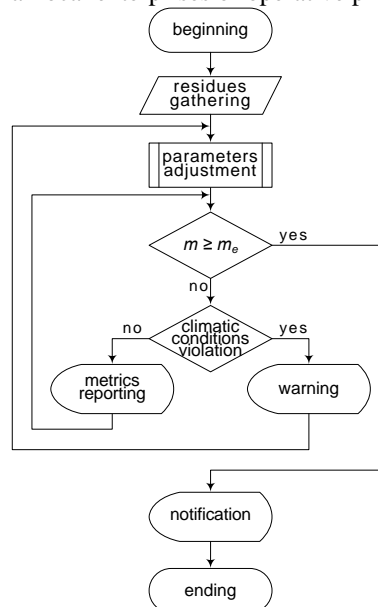 beginning
residues
gathering
parameters
adjustment
m ≥ mₑ
yes
no
climatic
conditions
violation
no
yes
metrics
reporting
warning
notification
ending